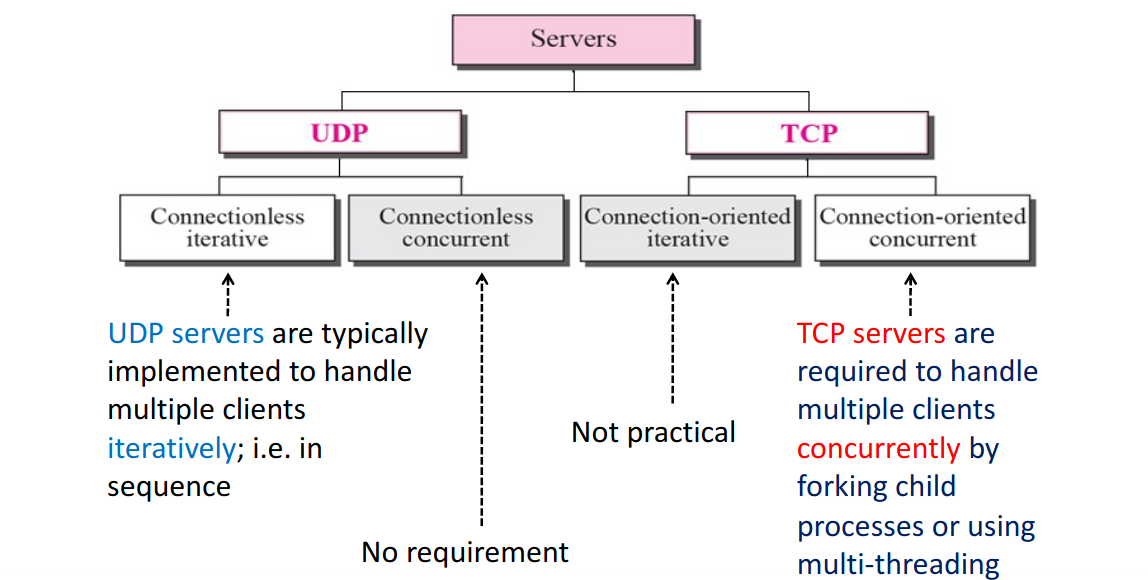 Servers
UDP
TCP
Connectionless
iterative
Connectionless
concurrent
Connection-oriented
iterative
Connection-oriented
concurrent
UDP servers are typically
implemented to handle
multiple clients
iteratively; i.e. in
sequence
No requirement
Not practical
TCP servers are
required to handle
multiple clients
concurrently by
forking child
processes or using
multi-threading